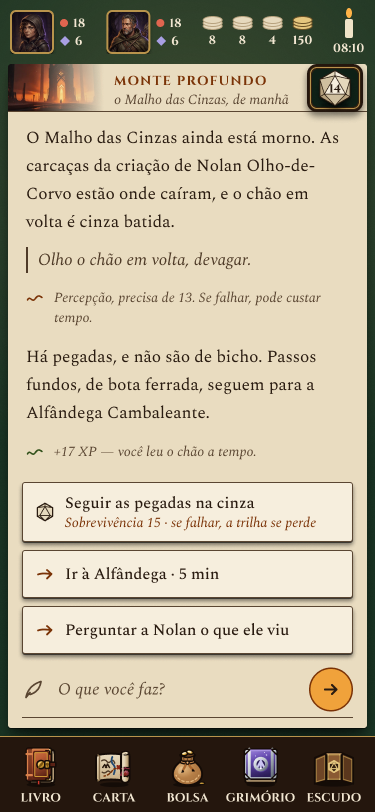 18
6
18
6
8
8
4
150
08:10
MONTE PROFUNDO
o Malho das Cinzas, de manhã
14
O Malho das Cinzas ainda está morno. As
carcaças da criação de Nolan Olho-de-
Corvo estão onde caíram, e o chão em
volta é cinza batida.
Olho o chão em volta, devagar.
Percepção, precisa de 13. Se falhar, pode custar
tempo.
Há pegadas, e não são de bicho. Passos
fundos, de bota ferrada, seguem para a
Alfândega Cambaleante.
+17 XP — você leu o chão a tempo.
Seguir as pegadas na cinza
Sobrevivência 15 · se falhar, a trilha se perde
Ir à Alfândega · 5 min
Perguntar a Nolan o que ele viu
O que você faz?
LIVRO
CARTA
BOLSA
GRIMÓRIO
ESCUDO